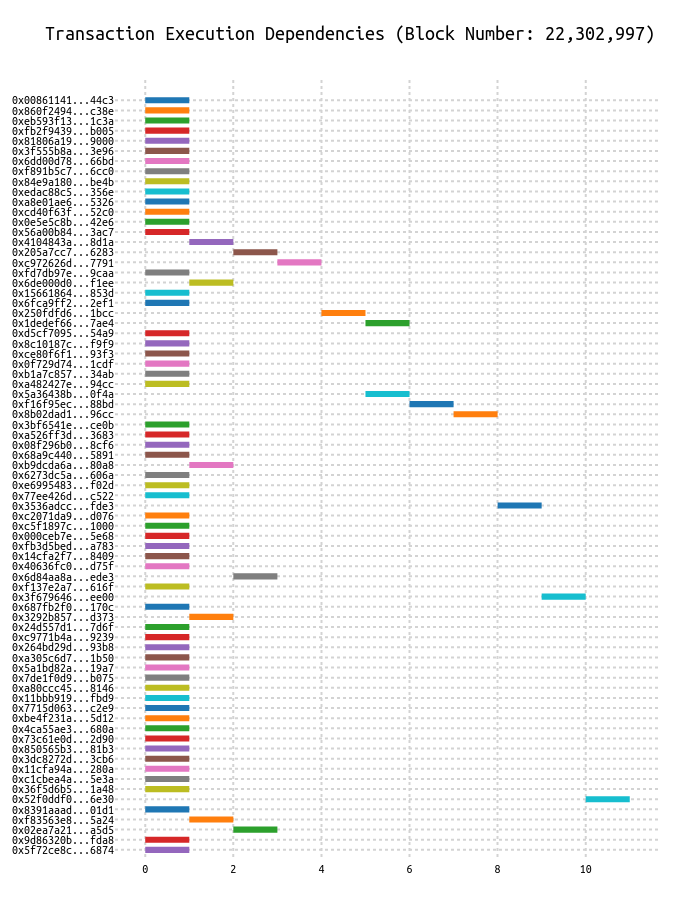 Transaction Execution Dependencies (Block Number: 22,302,997)
0x00861141...44c3
0x860f2494...c38e
0xeb593f13...1c3a
0xfb2f9439...b005
0x81806a19...9000
0x3f555b8a...3e96
0x6dd00d78...66bd
0xf891b5c7...6cc0
0x84e9a180...be4b
0xedac88c5...356e
0xa8e01ae6...5326
0xcd40f63f...52c0
0x0e5e5c8b...42e6
0x56a00b84...3ac7
0x4104843a...8d1a
0x205a7cc7...6283
0xc972626d...7791
0xfd7db97e...9caa
0x6de000d0...f1ee
0x15661864...853d
0x6fca9ff2...2ef1
0x250fdfd6...1bcc
0x1dedef66...7ae4
0xd5cf7095...54a9
0x8c10187c...f9f9
0xce80f6f1...93f3
0x0f729d74...1cdf
0xb1a7c857...34ab
0xa482427e...94cc
0x5a36438b...0f4a
0xf16f95ec...88bd
0x8b02dad1...96cc
0x3bf6541e...ce0b
0xa526ff3d...3683
0x08f296b0...8cf6
0x68a9c440...5891
0xb9dcda6a...80a8
0x6273dc5a...606a
0xe6995483...f02d
0x77ee426d...c522
0x3536adcc...fde3
0xc2071da9...d076
0xc5f1897c...1000
0x000ceb7e...5e68
0xfb3d5bed...a783
0x14cfa2f7...8409
0x40636fc0...d75f
0x6d84aa8a...ede3
0xf137e2a7...616f
0x3f679646...ee00
0x687fb2f0...170c
0x3292b857...d373
0x24d557d1...7d6f
0xc9771b4a...9239
0x264bd29d...93b8
0xa305c6d7...1b50
0x5a1bd82a...19a7
0x7de1f0d9...b075
0xa80ccc45...8146
0x11bbb919...fbd9
0x7715d063...c2e9
0xbe4f231a...5d12
0x4ca55ae3...680a
0x73c61e0d...2d90
0x850565b3...81b3
0x3dc8272d...3cb6
0x11cfa94a...280a
0xc1cbea4a...5e3a
0x36f5d6b5...1a48
0x52f0ddf0...6e30
0x8391aaad...01d1
0xf83563e8...5a24
0x02ea7a21...a5d5
0x9d86320b...fda8
0x5f72ce8c...6874
0 2 4 6 8 10